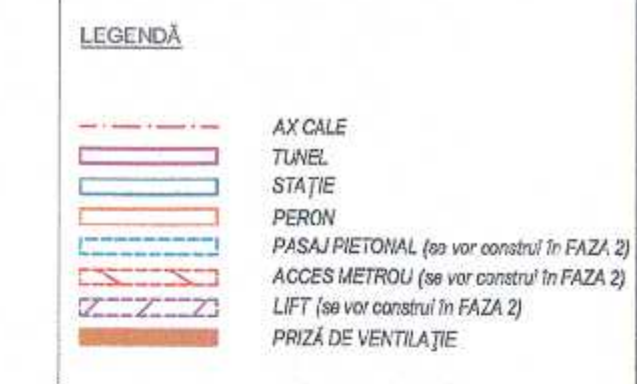 LEGENDĂ
AX CALE
TUNEL
STAȚIE
PERON
PASAJ PIETONAL (se vor construi în FAZA 2)
ACCES METROU (se vor construi în FAZA 2)
LIFT (se vor construi în FAZA 2)
PRIZĂ DE VENTILAȚIE